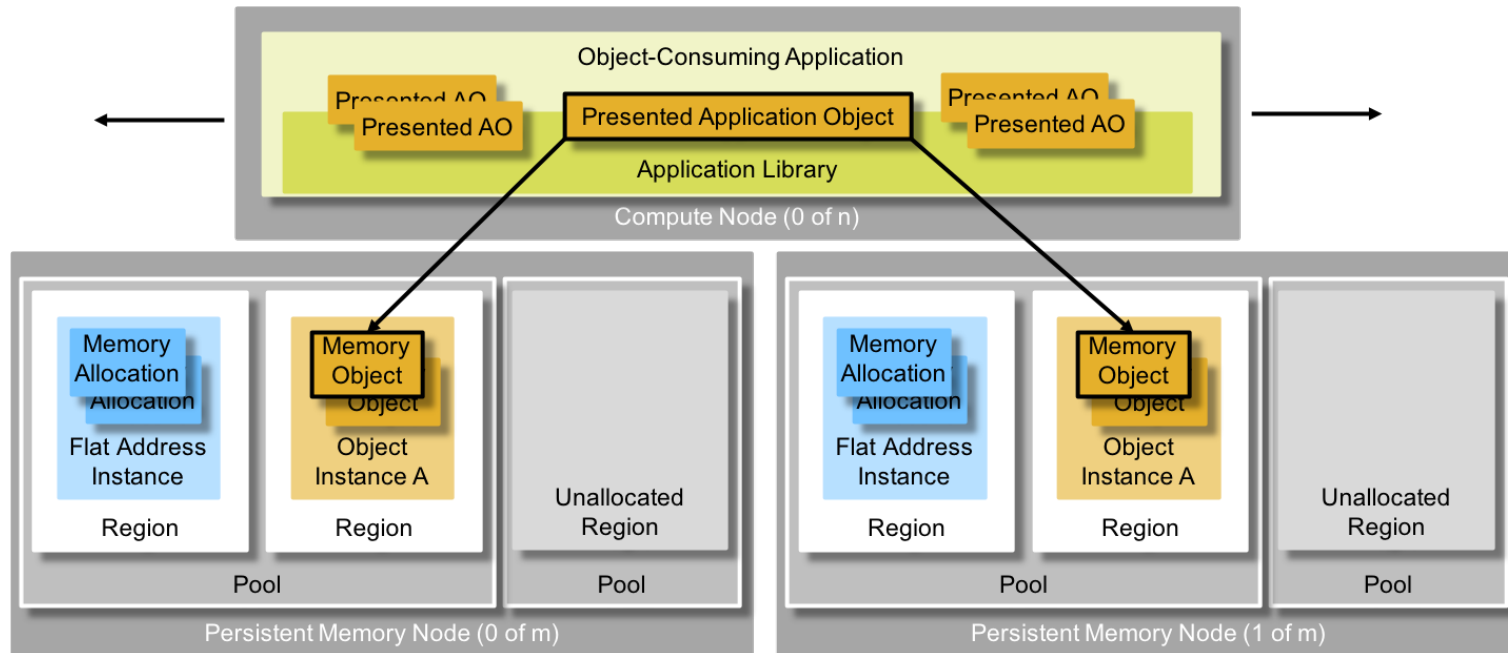 Object-Consuming Application
Presented AO
Presented AO
Presented Application Object
Presented AO
Presented AO
Application Library
Compute Node (0 of n)
Memory
Allocation
Allocation
Flat Address
Instance
Region
Memory
Object
Object
Object
Instance A
Region
Pool
Unallocated
Region
Pool
Persistent Memory Node (0 of m)
Memory
Allocation
Allocation
Flat Address
Instance
Region
Memory
Object
Object
Object
Instance A
Region
Pool
Unallocated
Region
Pool
Persistent Memory Node (1 of m)